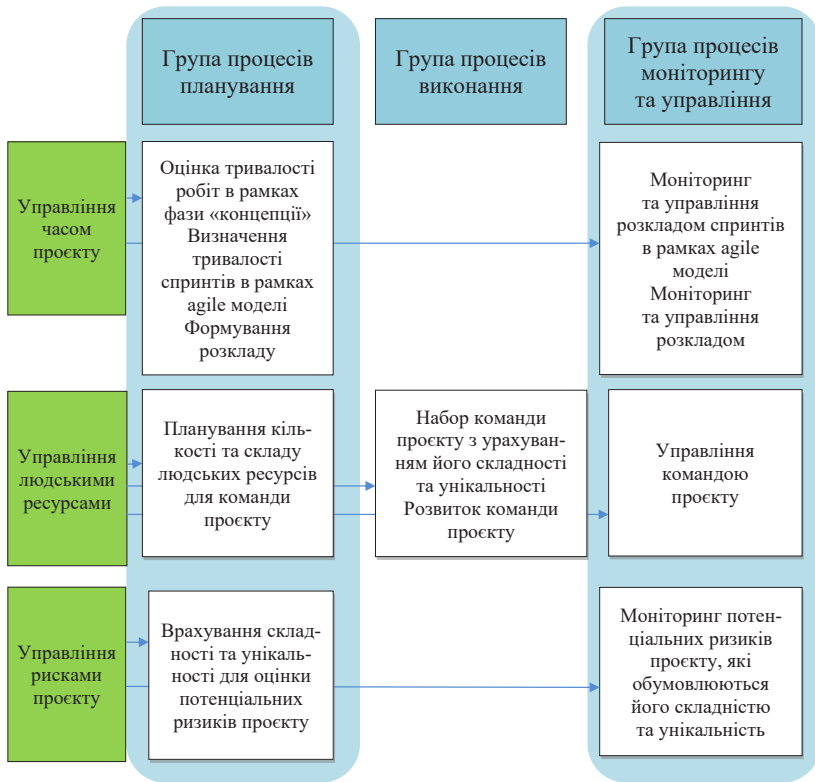 Група процесів
планування
Група процесів
виконання
Група процесів
моніторингу
та управління
Управління
часом
проєкту
Оцінка тривалості
робіт в рамках
фази «концепції»
Визначення
тривалості
спринтів в рамках
agile моделі
Формування
розкладу
Моніторинг
та управління
розкладом спринтів
в рамках agile
моделі
Моніторинг
та управління
розкладом
Управління
людськими
ресурсами
Планування кіль-
кості та складу
людських ресурсів
для команди
проєкту
Набор команди
проєкту з урахуван-
ням його складності
та унікальності
Розвиток команди
проєкту
Управління
командою
проєкту
Управління
рисками
проєкту
Врахування склад-
ності та унікаль-
ності для оцінки
потенціальних
ризиків проєкту
Моніторинг потен-
ціальних ризиків
проєкту, які
обумовлюються
його складністю
та унікальність